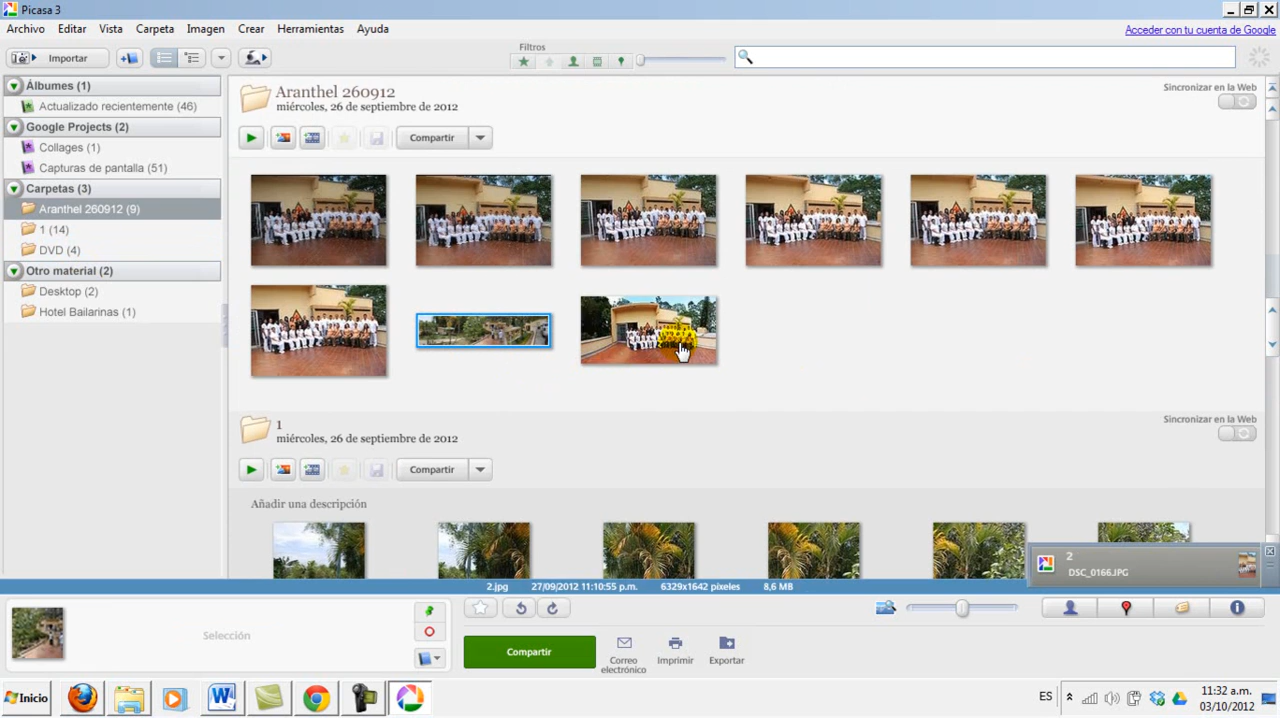 Picasa 3
Archivo Editar Vista Carpeta Imagen Crear Herramientas Ayuda
Acceder con tu cuenta de Google
Importar
Filtros
Álbumes (1)
Actualizado recientemente (46)
Google Projects (2)
Collages (1)
Capturas de pantalla (51)
Carpetas (3)
Aranthel 260912 (9)
1 (14)
DVD (4)
Otro material (2)
Desktop (2)
Hotel Bailarinas (1)
Aranthel 260912
miércoles, 26 de septiembre de 2012
Sincronizar en la Web
Compartir
1
miércoles, 26 de septiembre de 2012
Sincronizar en la Web
Compartir
Añadir una descripción
2
DSC_0166.JPG
2.jpg 27/09/2012 11:10:55 p.m. 6329x1642 píxeles 8,6 MB
Selección
Compartir
Correo electrónico
Imprimir
Exportar
Inicio
ES
11:32 a.m.
03/10/2012